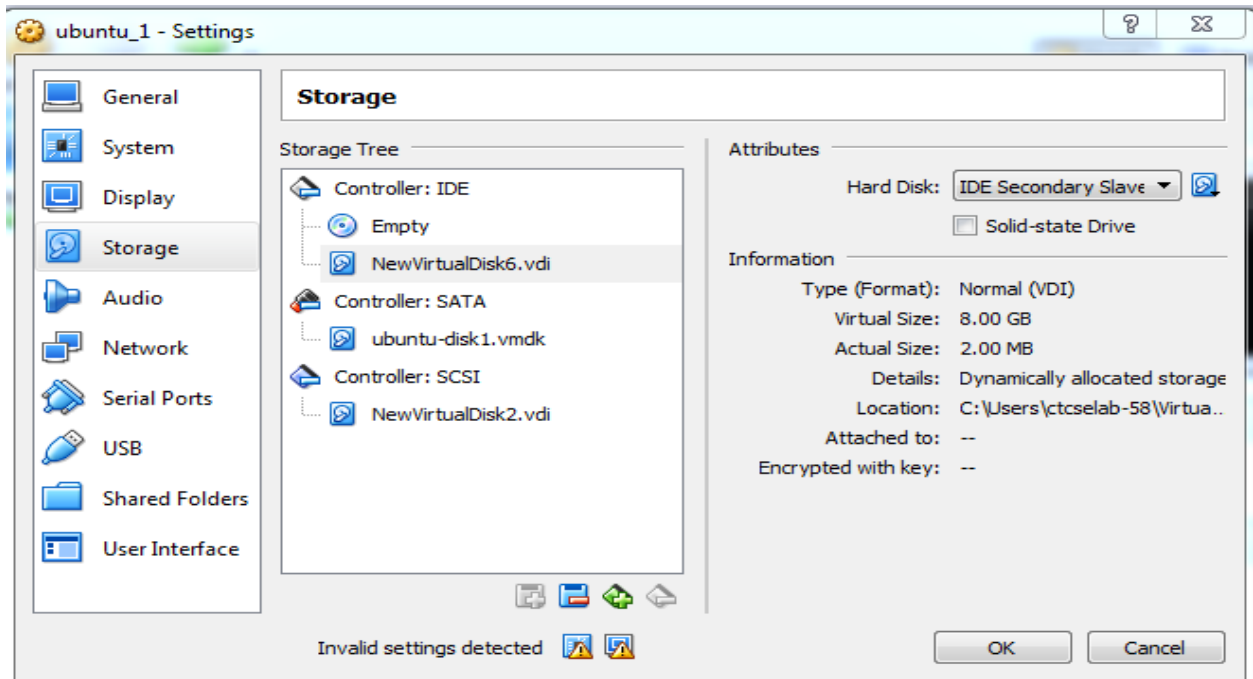 ubuntu_1 - Settings
General
System
Display
Storage
Audio
Network
Serial Ports
USB
Shared Folders
User Interface
Storage
Storage Tree
Controller: IDE
Empty
NewVirtualDisk6.vdi
Controller: SATA
ubuntu-disk1.vmdk
Controller: SCSI
NewVirtualDisk2.vdi
Attributes
Hard Disk: IDE Secondary Slave
Solid-state Drive
Information
Type (Format): Normal (VDI)
Virtual Size: 8.00 GB
Actual Size: 2.00 MB
Details: Dynamically allocated storage
Location: C:\Users\ctcselab-58\Virtua..
Attached to: --
Encrypted with key: --
Invalid settings detected
OK
Cancel